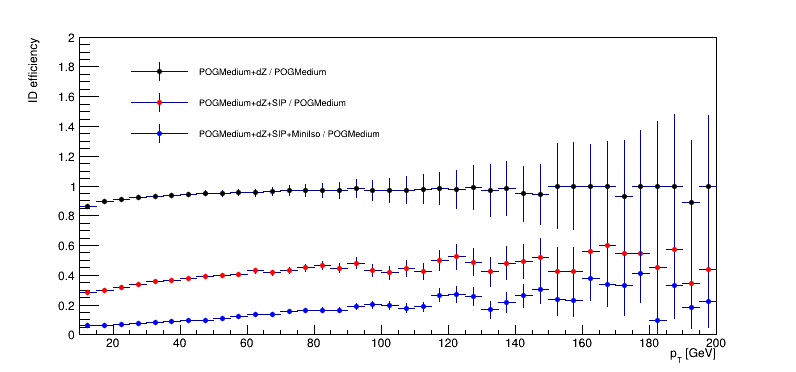 ID efficiency
2
1.8
1.6
1.4
1.2
1
0.8
0.6
0.4
0.2
0
POGMedium+dZ / POGMedium
POGMedium+dZ+SIP / POGMedium
POGMedium+dZ+SIP+MiniIso / POGMedium
20 40 60 80 100 120 140 160 180 200
p_T [GeV]